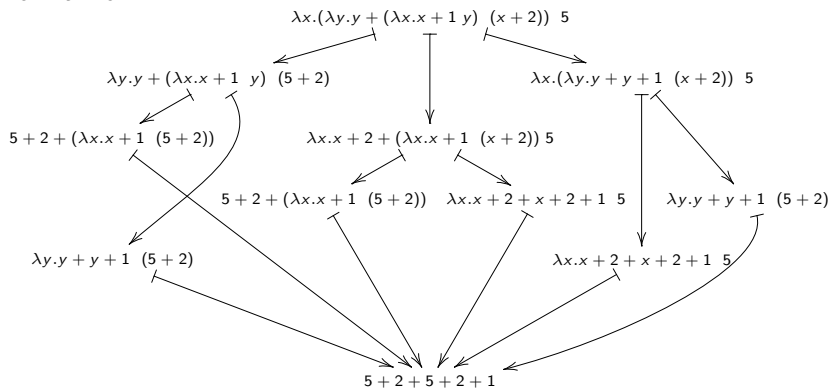 λx.(λy.y + (λx.x + 1 y) (x + 2)) 5
λy.y + (λx.x + 1 y) (5 + 2)
λx.(λy.y + y + 1 (x + 2)) 5
5 + 2 + (λx.x + 1 (5 + 2))
λx.x + 2 + (λx.x + 1 (x + 2)) 5
5 + 2 + (λx.x + 1 (5 + 2))
λx.x + 2 + x + 2 + 1 5
λy.y + y + 1 (5 + 2)
λy.y + y + 1 (5 + 2)
λx.x + 2 + x + 2 + 1 5
5 + 2 + 5 + 2 + 1